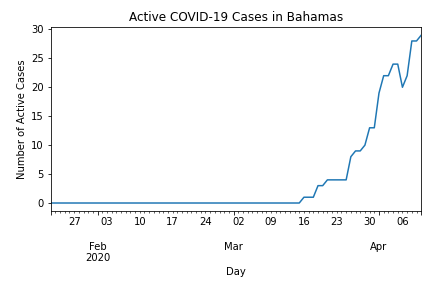 Active COVID-19 Cases in Bahamas
Number of Active Cases
30
25
20
15
10
5
0
27 03 10 17 24 02 09 16 23 30 06
Feb Mar Apr
2020
Day